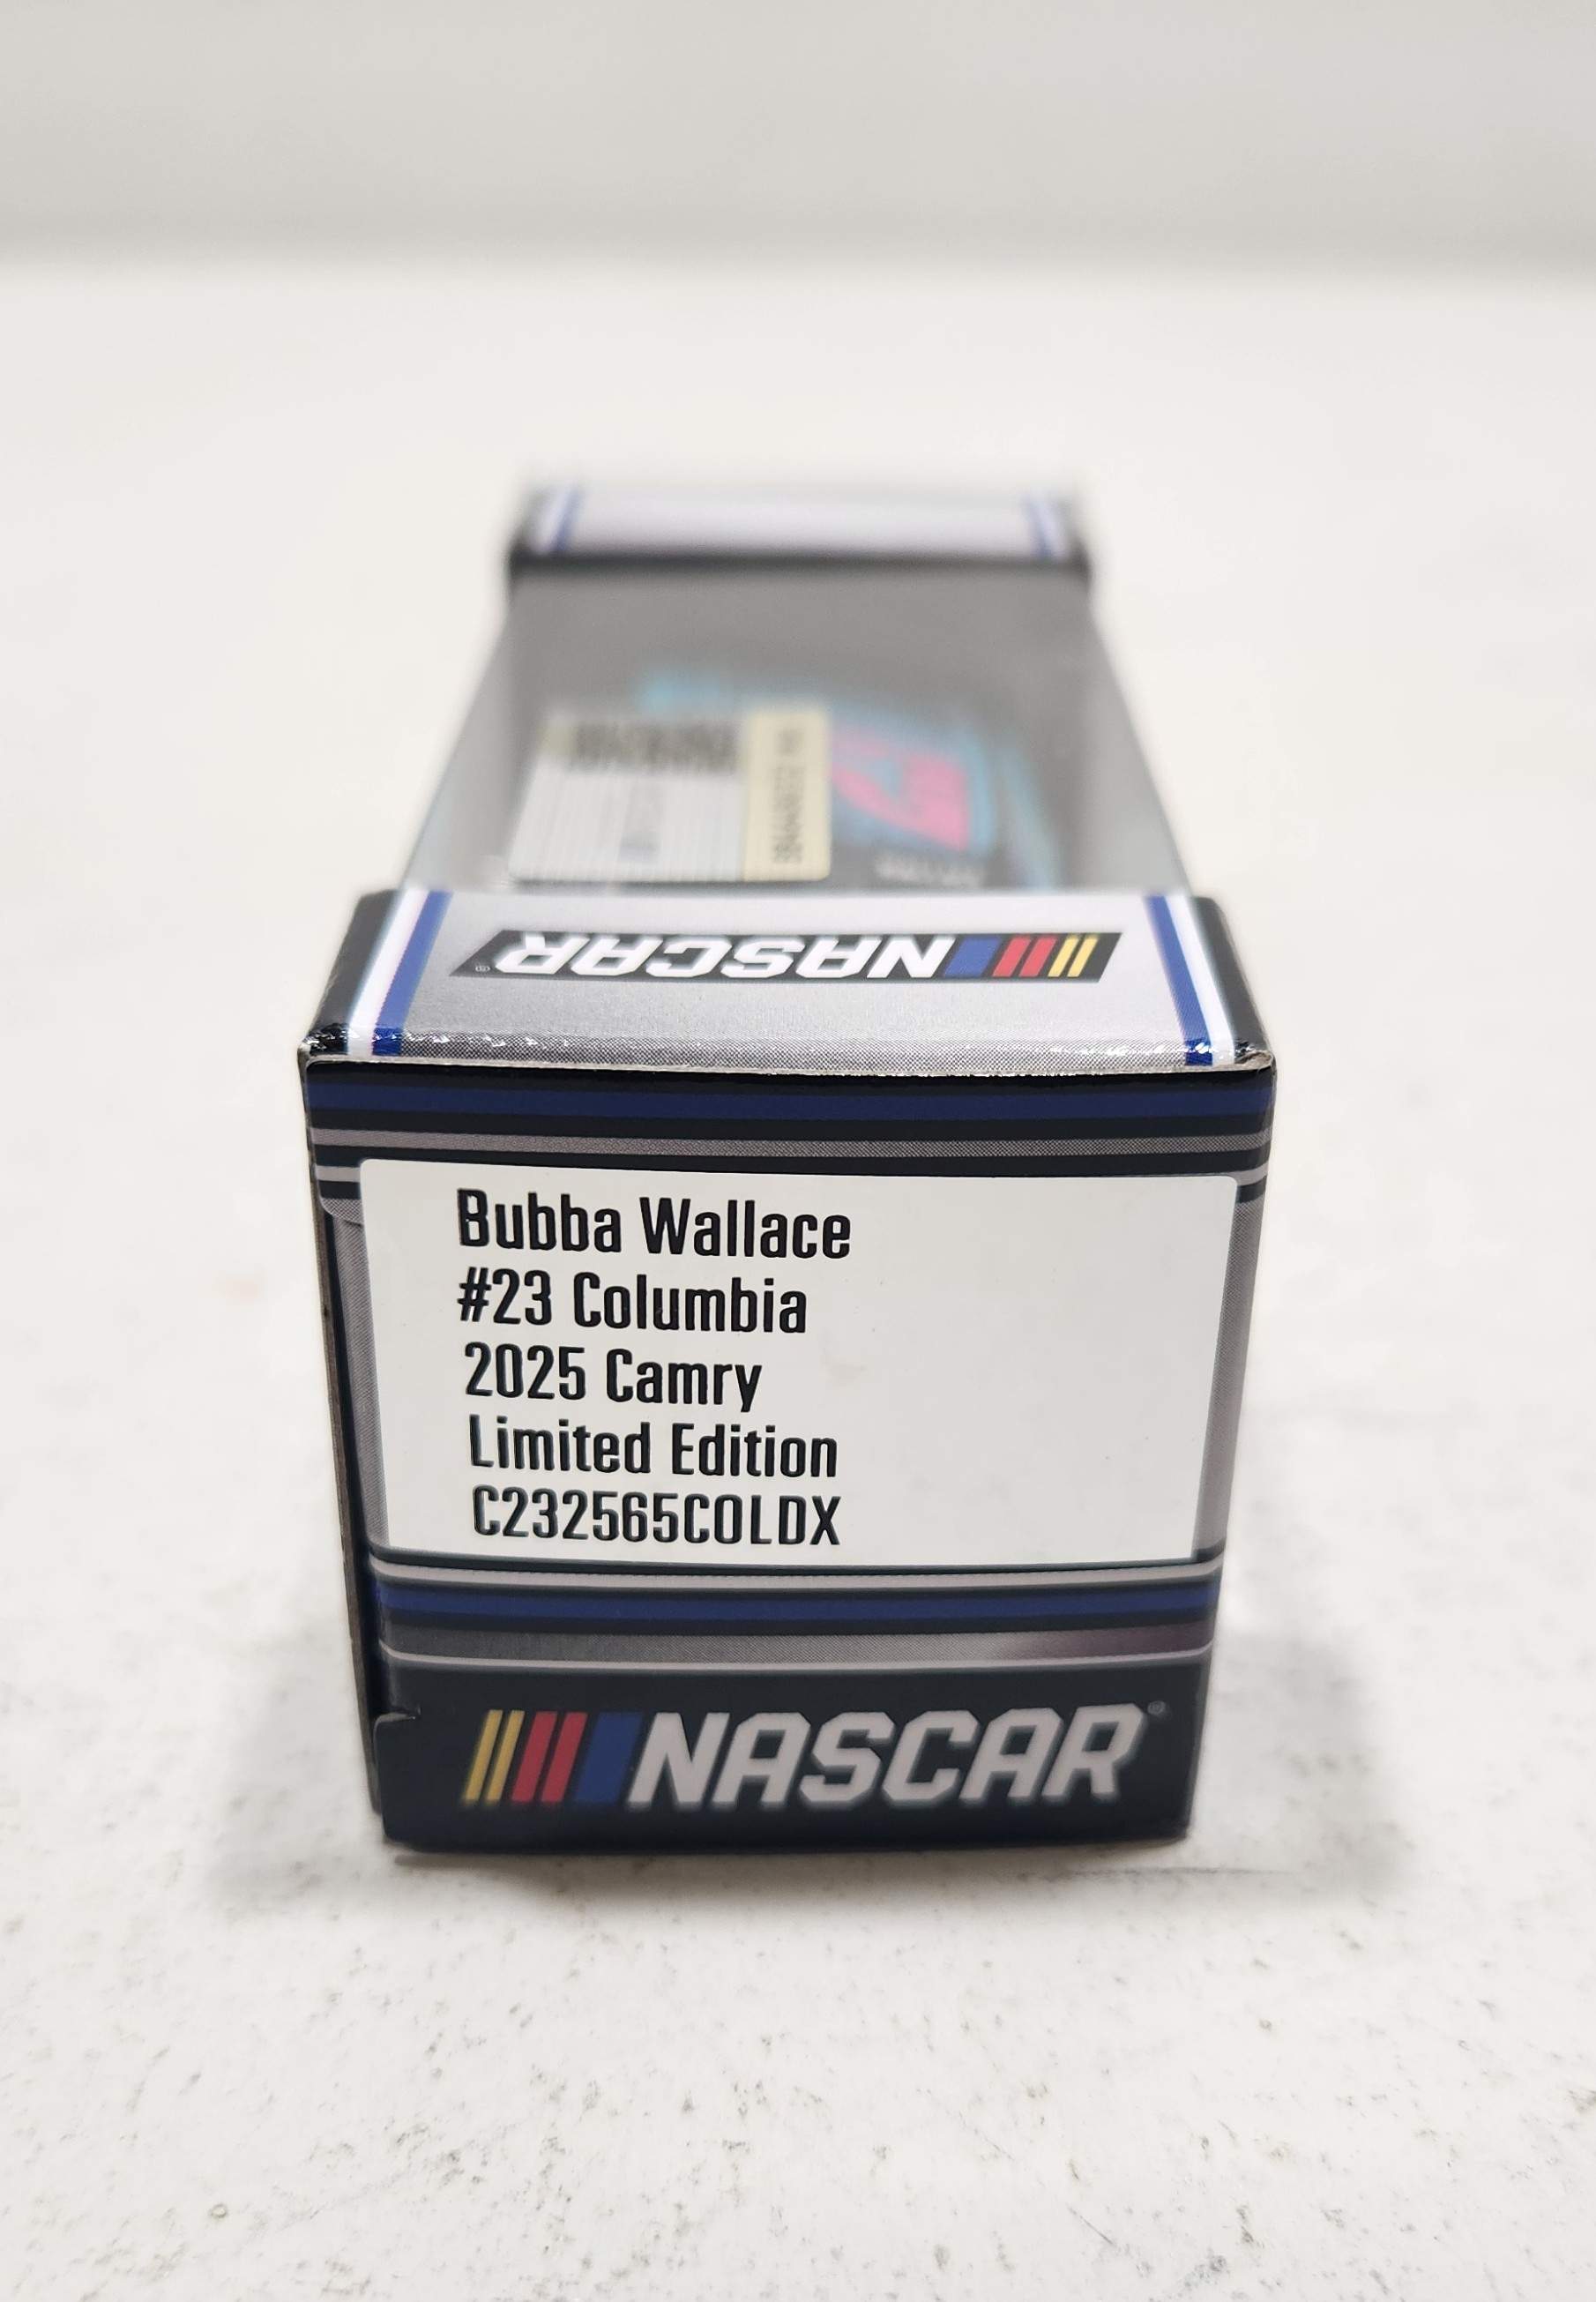 NASCAR
Bubba Wallace
#23 Columbia
2025 Camry
Limited Edition
C232565COLDX
NASCAR